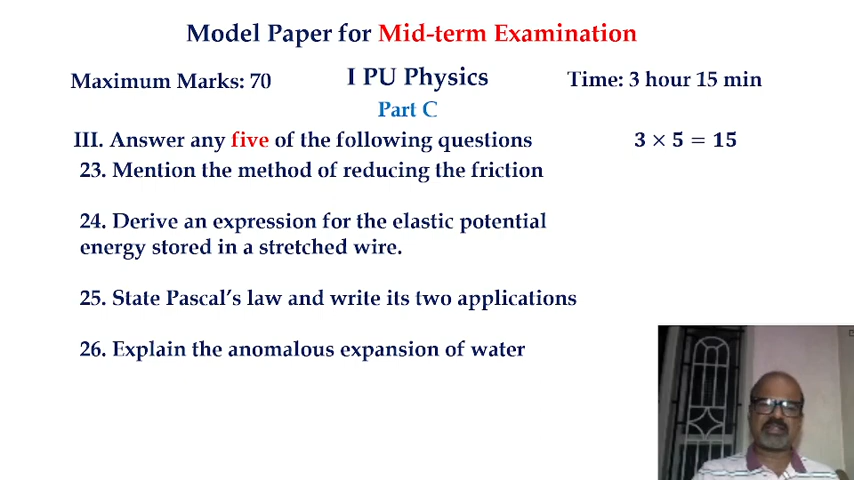 Model Paper for Mid-term Examination
Maximum Marks: 70 I PU Physics Time: 3 hour 15 min
Part C
III. Answer any five of the following questions 3 × 5 = 15
23. Mention the method of reducing the friction
24. Derive an expression for the elastic potential
energy stored in a stretched wire.
25. State Pascal's law and write its two applications
26. Explain the anomalous expansion of water